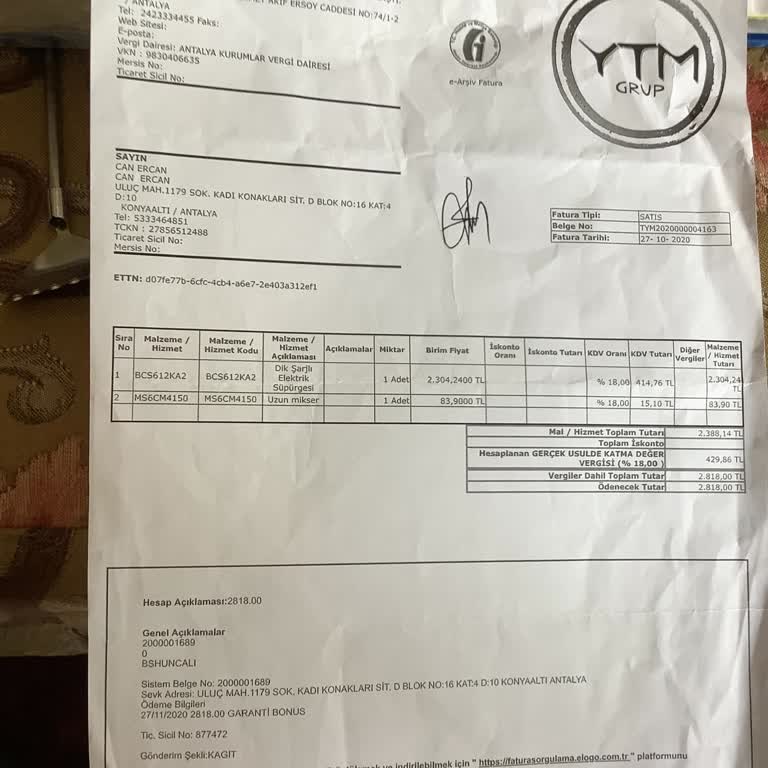 AKİF ERSOY CADDESİ NO:74/1-2
/ ANTALYA
Tel: 2423334455 Faks:
Web Sitesi:
E-posta:
Vergi Dairesi: ANTALYA KURUMLAR VERGİ DAİRESİ
VKN : 9830406635
Mersis No:
Ticaret Sicil No:
e-Arşiv Fatura
YTM
GRUP
SAYIN
CAN ERCAN
CAN ERCAN
ULUÇ MAH.1179 SOK. KADI KONAKLARI SİT. D BLOK NO:16 KAT:4
D:10
KONYAALTI / ANTALYA
Tel: 5333464851
TCKN : 27856512488
Ticaret Sicil No:
Mersis No:
Fatura Tipi: SATIS
Belge No: TYM2020000004163
Fatura Tarihi: 27- 10- 2020
ETTN: d07fe77b-6cfc-4cb4-a6e7-2e403a312ef1
Sıra No Malzeme / Hizmet Malzeme / Hizmet Kodu Malzeme / Hizmet Açıklaması Açıklamalar Miktar Birim Fiyat İskonto Oranı İskonto Tutarı KDV Oranı KDV Tutarı Diğer Vergiler Malzeme / Hizmet Tutarı
1 BCS612KA2 BCS612KA2 Dik Şarjlı Elektrik Süpürgesi 1 Adet 2.304,2400 TL % 18,00 414,76 TL 2.304,24 TL
2 MS6CM4150 MS6CM4150 Uzun mikser 1 Adet 83,9000 TL % 18,00 15,10 TL 83,90 TL
Mal / Hizmet Toplam Tutarı 2.388,14 TL
Toplam İskonto
Hesaplanan GERÇEK USULDE KATMA DEĞER
VERGİSİ (% 18,00 ) 429,86 TL
Vergiler Dahil Toplam Tutar 2.818,00 TL
Ödenecek Tutar 2.818,00 TL
Hesap Açıklaması:2818.00
Genel Açıklamalar
2000001689
0
BSHUNCALI
Sistem Belge No: 2000001689
Sevk Adresi: ULUÇ MAH.1179 SOK. KADI KONAKLARI SİT. D BLOK NO:16 KAT:4 D:10 KONYAALTI ANTALYA
Ödeme Bilgileri
27/11/2020 2818.00 GARANTİ BONUS
Tic. Sicil No: 877472
Gönderim Şekli:KAGIT
ve indirilebilmek için " https://faturasorgulama.elogo.com.tr " platformunu